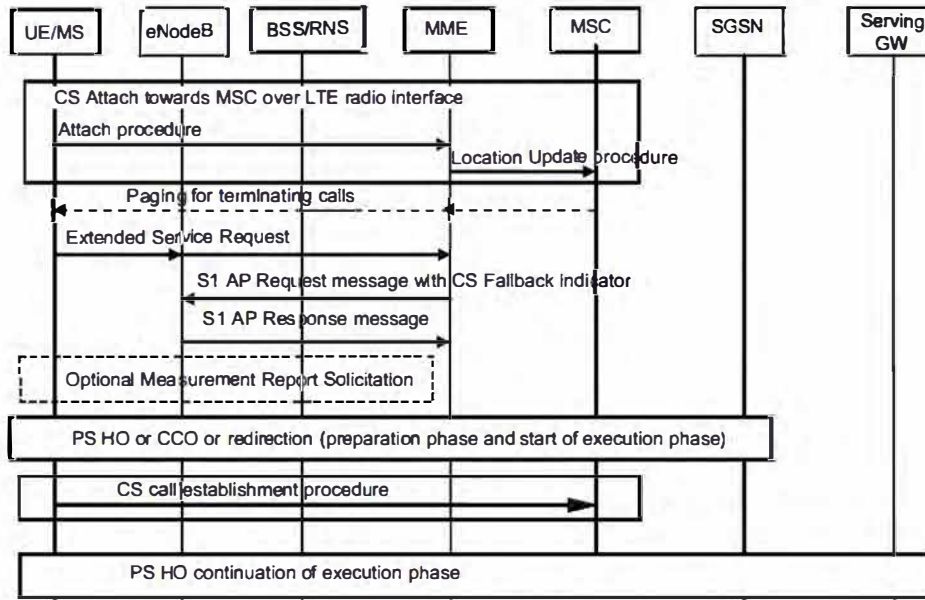 UE/MS
eNodeB
BSS/RNS
MME
MSC
SGSN
Serving
GW
CS Attach towards MSC over LTE radio interface
Attach procedure
Location Update procedure
Paging for terminating calls
Extended Service Request
S1 AP Request message with CS Fallback indicator
S1 AP Response message
Optional Measurement Report Solicitation
PS HO or CCO or redirection (preparation phase and start of execution phase)
CS call establishment procedure
PS HO continuation of execution phase